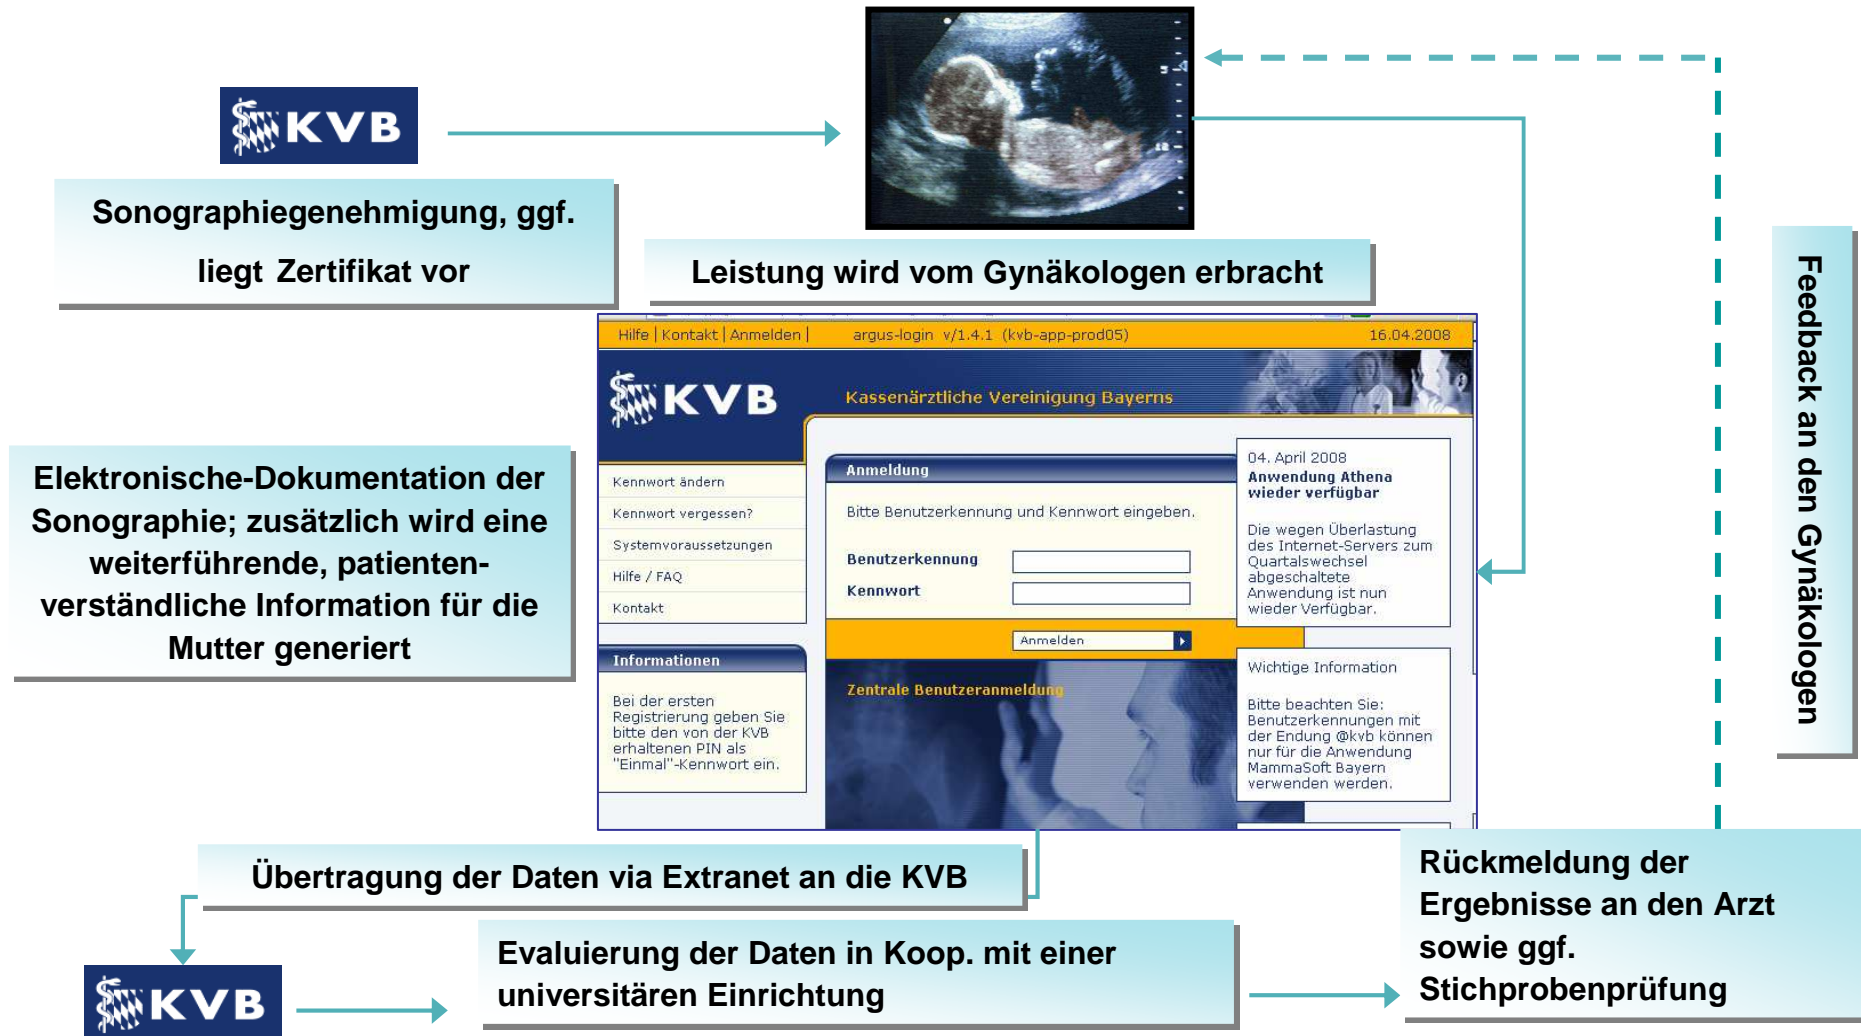 KVB
Sonographiegenehmigung, ggf.
liegt Zertifikat vor
12
Leistung wird vom Gynäkologen erbracht
Feedback an den Gynäkologen
Hilfe | Kontakt | Anmelden |
argus-login v/1.4.1 (kvb-app-prod05)
16.04.2008
KVB
Kassenärztliche Vereinigung Bayerns
Kennwort ändern
Kennwort vergessen?
Systemvoraussetzungen
Hilfe / FAQ
Kontakt
Informationen
Bei der ersten
Registrierung geben Sie
bitte den von der KVB
erhaltenen PIN als
"Einmal"-Kennwort ein.
Anmeldung
Bitte Benutzerkennung und Kennwort eingeben.
Benutzerkennung
Kennwort
Anmelden
Zentrale Benutzeranmeldung
04. April 2008
Anwendung Athena
wieder verfügbar
Die wegen Überlastung
des Internet-Servers zum
Quartalswechsel
abgeschaltete
Anwendung ist nun
wieder Verfügbar.
Wichtige Information
Bitte beachten Sie:
Benutzerkennungen mit
der Endung @kvb können
nur für die Anwendung
MammaSoft Bayern
verwenden werden.
Elektronische-Dokumentation der
Sonographie; zusätzlich wird eine
weiterführende, patienten-
verständliche Information für die
Mutter generiert
Übertragung der Daten via Extranet an die KVB
KVB
Evaluierung der Daten in Koop. mit einer
universitären Einrichtung
Rückmeldung der
Ergebnisse an den Arzt
sowie ggf.
Stichprobenprüfung